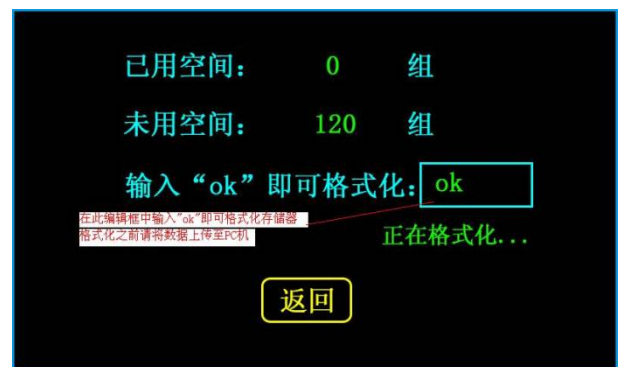 已用空间： 0 组
未用空间： 120 组
输入“ok”即可格式化： ok
在此编辑框中输入"ok"即可格式化存储器
格式化之前请将数据上传至PC机
正在格式化...
返回